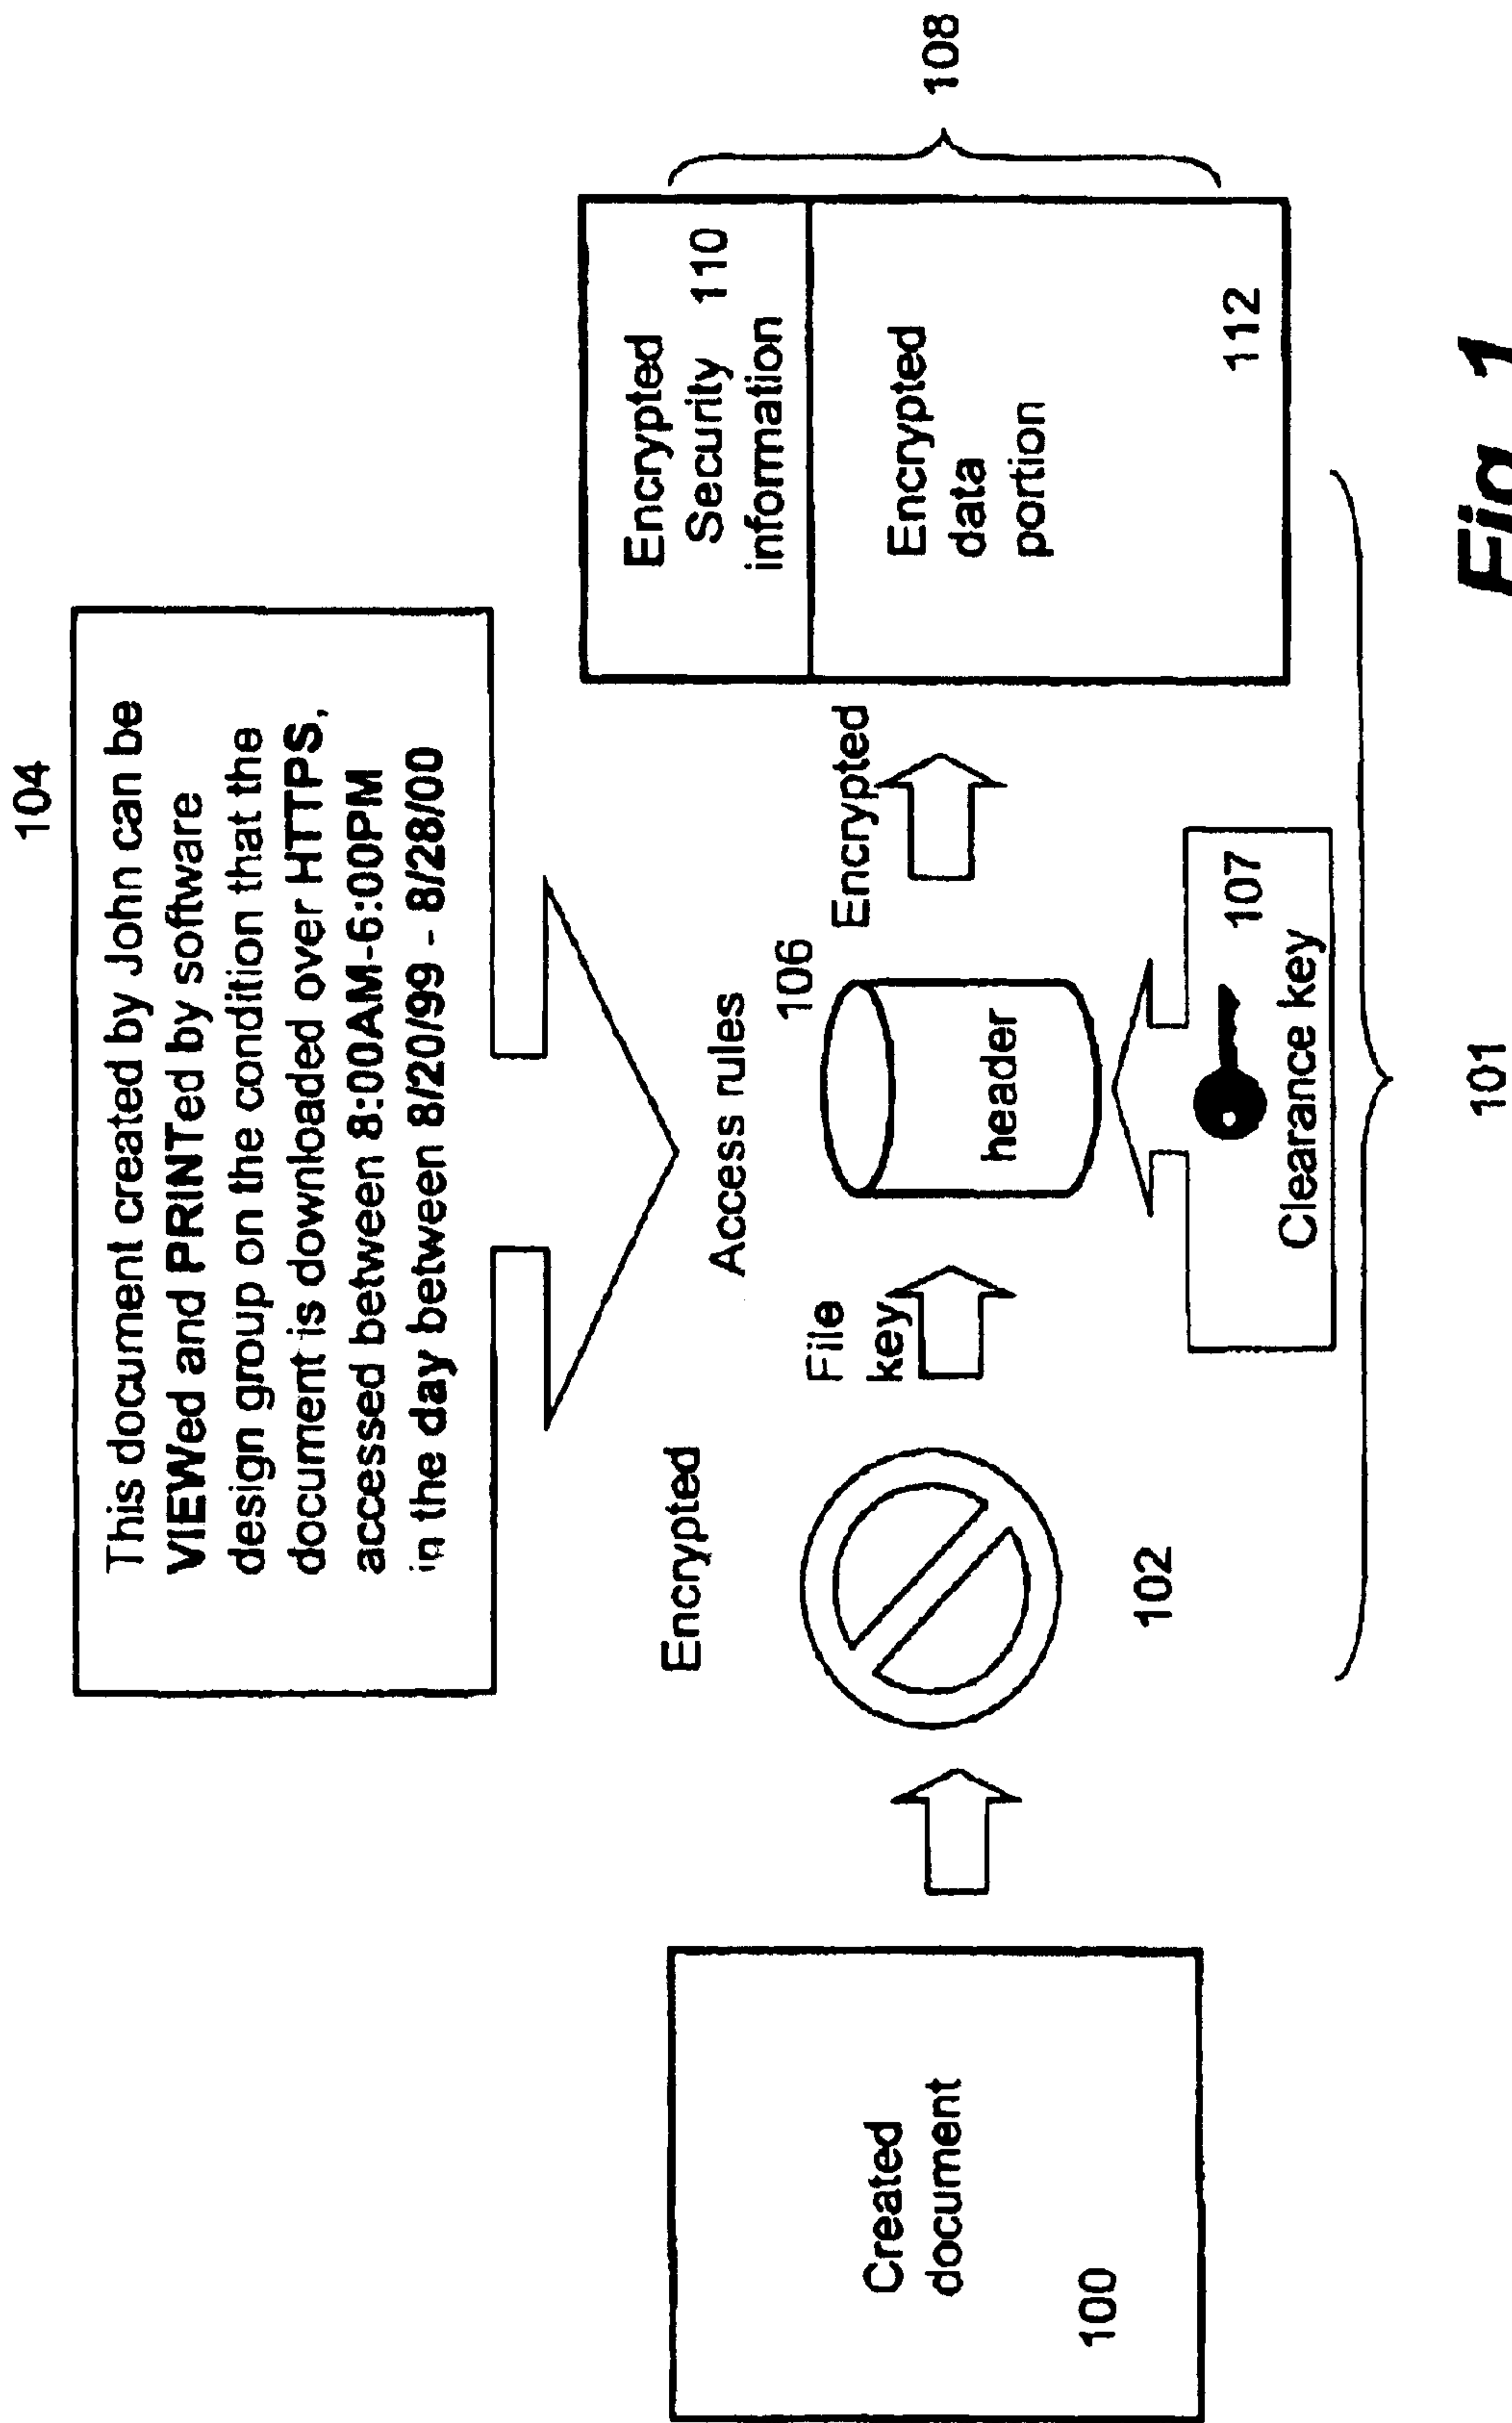 104
This document created by John can be
VIEWed and PRINTed by software
design group on the condition that the
document is downloaded over HTTPS,
accessed between 8:00AM-6:00PM
in the day between 8/20/99 - 8/28/00
Created
document
100
Encrypted
102
File
key
Access rules
106
header
107
Clearance key
Encrypted
Encrypted
Security 110
information
Encrypted
data
portion
112
108
101
Fig. 1